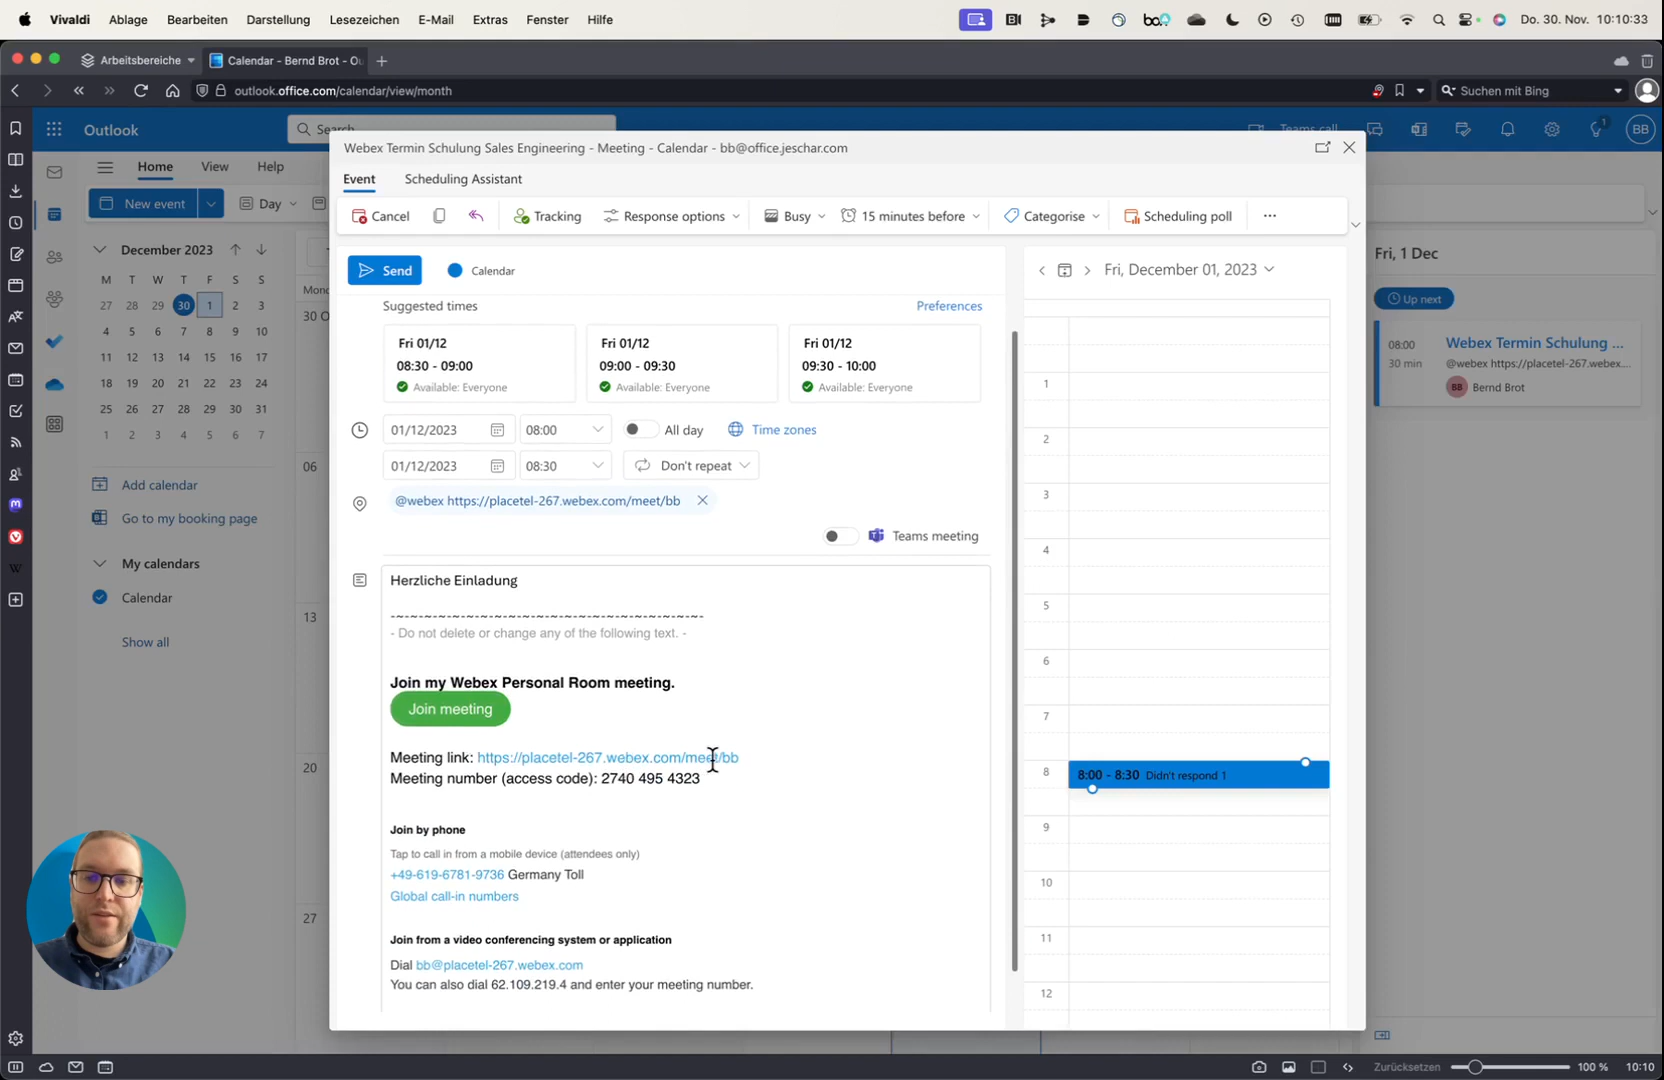 Vivaldi Ablage Bearbeiten Darstellung Lesezeichen E-Mail Extras Fenster Hilfe
Do. 30. Nov. 10:10:33
Arbeitsbereiche
Calendar - Bernd Brot - Ou
outlook.office.com/calendar/view/month
Suchen mit Bing
Outlook
Search
Teams call
1
BB
Webex Termin Schulung Sales Engineering - Meeting - Calendar - bb@office.jeschar.com
Home View Help
Event Scheduling Assistant
New event
Day
Cancel
Tracking
Response options
Busy
15 minutes before
Categorise
Scheduling poll
December 2023
M T W T F S S
27 28 29 30 1 2 3
4 5 6 7 8 9 10
11 12 13 14 15 16 17
18 19 20 21 22 23 24
25 26 27 28 29 30 31
1 2 3 4 5 6 7
Add calendar
Go to my booking page
My calendars
Calendar
Show all
Mon
30 O
06
13
20
27
Send
Calendar
Suggested times
Preferences
Fri 01/12
08:30 - 09:00
Available: Everyone
Fri 01/12
09:00 - 09:30
Available: Everyone
Fri 01/12
09:30 - 10:00
Available: Everyone
01/12/2023 08:00 All day Time zones
01/12/2023 08:30 Don't repeat
@webex https://placetel-267.webex.com/meet/bb
Teams meeting
Herzliche Einladung
-~-~-~-~-~-~-~-~-~-~-~-~-~-~-~-~-~-~-~-~-~-~-
- Do not delete or change any of the following text. -
Join my Webex Personal Room meeting.
Join meeting
Meeting link: https://placetel-267.webex.com/meet/bb
Meeting number (access code): 2740 495 4323
Join by phone
Tap to call in from a mobile device (attendees only)
+49-619-6781-9736 Germany Toll
Global call-in numbers
Join from a video conferencing system or application
Dial bb@placetel-267.webex.com
You can also dial 62.109.219.4 and enter your meeting number.
Fri, December 01, 2023
1
2
3
4
5
6
7
8
8:00 - 8:30 Didn't respond 1
9
10
11
12
Fri, 1 Dec
Up next
08:00 Webex Termin Schulung ...
30 min @webex https://placetel-267.webex....
BB Bernd Brot
Zurücksetzen
100 %
10:10